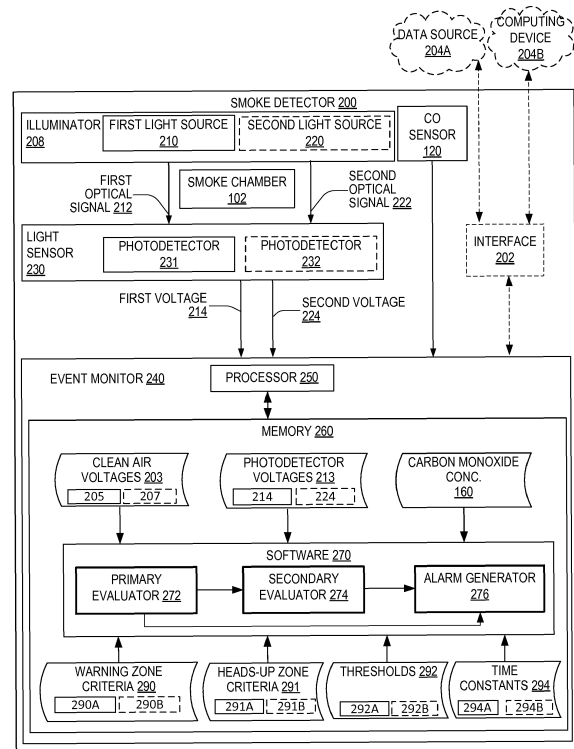 DATA SOURCE
204A
COMPUTING
DEVICE
204B
SMOKE DETECTOR 200
ILLUMINATOR
208
FIRST LIGHT SOURCE
210
SECOND LIGHT SOURCE
220
CO
SENSOR
120
FIRST
OPTICAL
SIGNAL 212
SMOKE CHAMBER
102
SECOND
OPTICAL
SIGNAL 222
LIGHT
SENSOR
230
PHOTODETECTOR
231
PHOTODETECTOR
232
INTERFACE
202
FIRST VOLTAGE
214
SECOND VOLTAGE
224
EVENT MONITOR 240
PROCESSOR 250
MEMORY 260
CLEAN AIR
VOLTAGES 203
205
207
PHOTODETECTOR
VOLTAGES 213
214
224
CARBON MONOXIDE
CONC.
160
SOFTWARE 270
PRIMARY
EVALUATOR 272
SECONDARY
EVALUATOR 274
ALARM GENERATOR
276
WARNING ZONE
CRITERIA 290
290A
290B
HEADS-UP ZONE
CRITERIA 291
291A
291B
THRESHOLDS 292
292A
292B
TIME
CONSTANTS 294
294A
294B